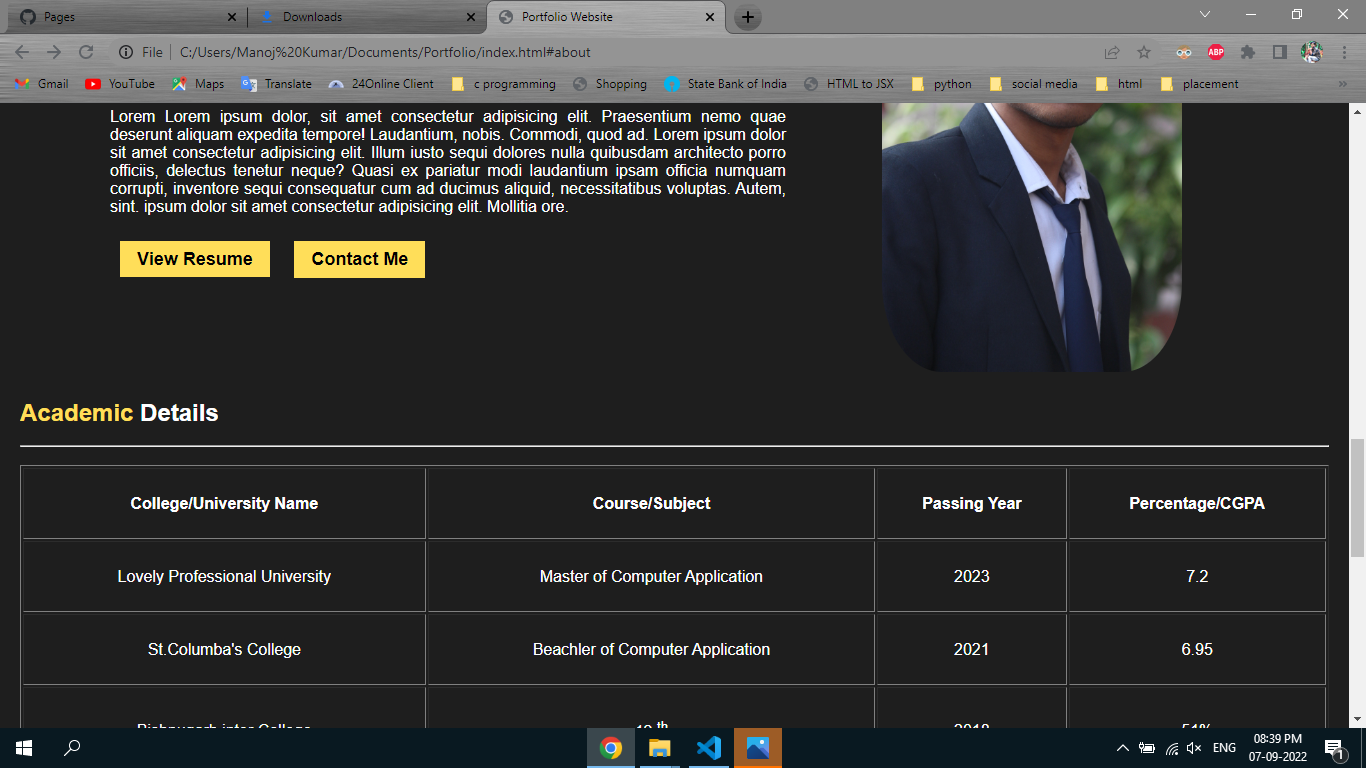 Pages
Downloads
Portfolio Website
File
C:/Users/Manoj%20Kumar/Documents/Portfolio/index.html#about
ABP
Gmail
YouTube
Maps
Translate
24Online Client
c programming
Shopping
State Bank of India
HTML to JSX
python
social media
html
placement
Lorem Lorem ipsum dolor, sit amet consectetur adipisicing elit. Praesentium nemo quae
deserunt aliquam expedita tempore! Laudantium, nobis. Commodi, quod ad. Lorem ipsum dolor
sit amet consectetur adipisicing elit. Illum iusto sequi dolores nulla quibusdam architecto porro
officiis, delectus tenetur neque? Quasi ex pariatur modi laudantium ipsam officia numquam
corrupti, inventore sequi consequatur cum ad ducimus aliquid, necessitatibus voluptas. Autem,
sint. ipsum dolor sit amet consectetur adipisicing elit. Mollitia ore.
View Resume
Contact Me
Academic Details
College/University Name
Course/Subject
Passing Year
Percentage/CGPA
Lovely Professional University
Master of Computer Application
2023
7.2
St.Columba's College
Beachler of Computer Application
2021
6.95
inter College
th
2018
51%
ENG
08:39 PM
07-09-2022
1